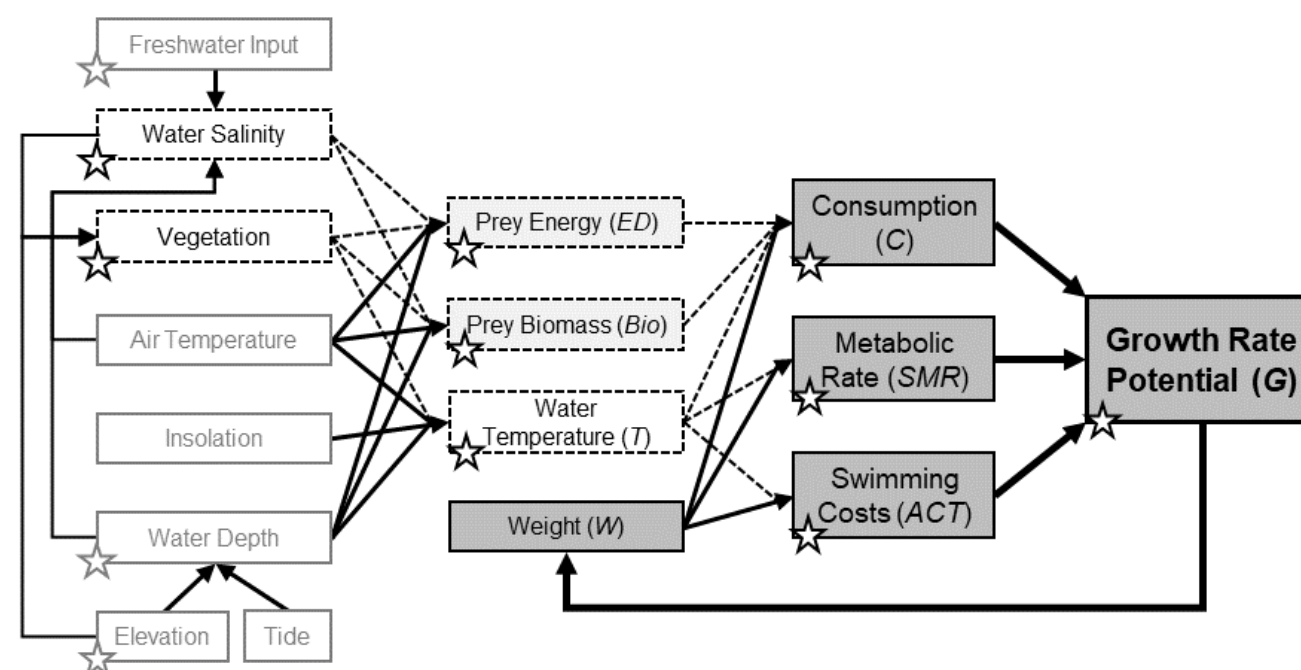 Freshwater Input
Water Salinity
Vegetation
Air Temperature
Insolation
Water Depth
Elevation
Tide
Prey Energy (ED)
Prey Biomass (Bio)
Water
Temperature (T)
Weight (W)
Consumption
(C)
Metabolic
Rate (SMR)
Swimming
Costs (ACT)
Growth Rate
Potential (G)